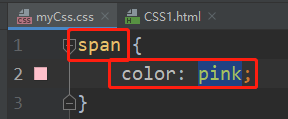 myCss.css CSS1.html
1 span {
2 color: pink;
3 }